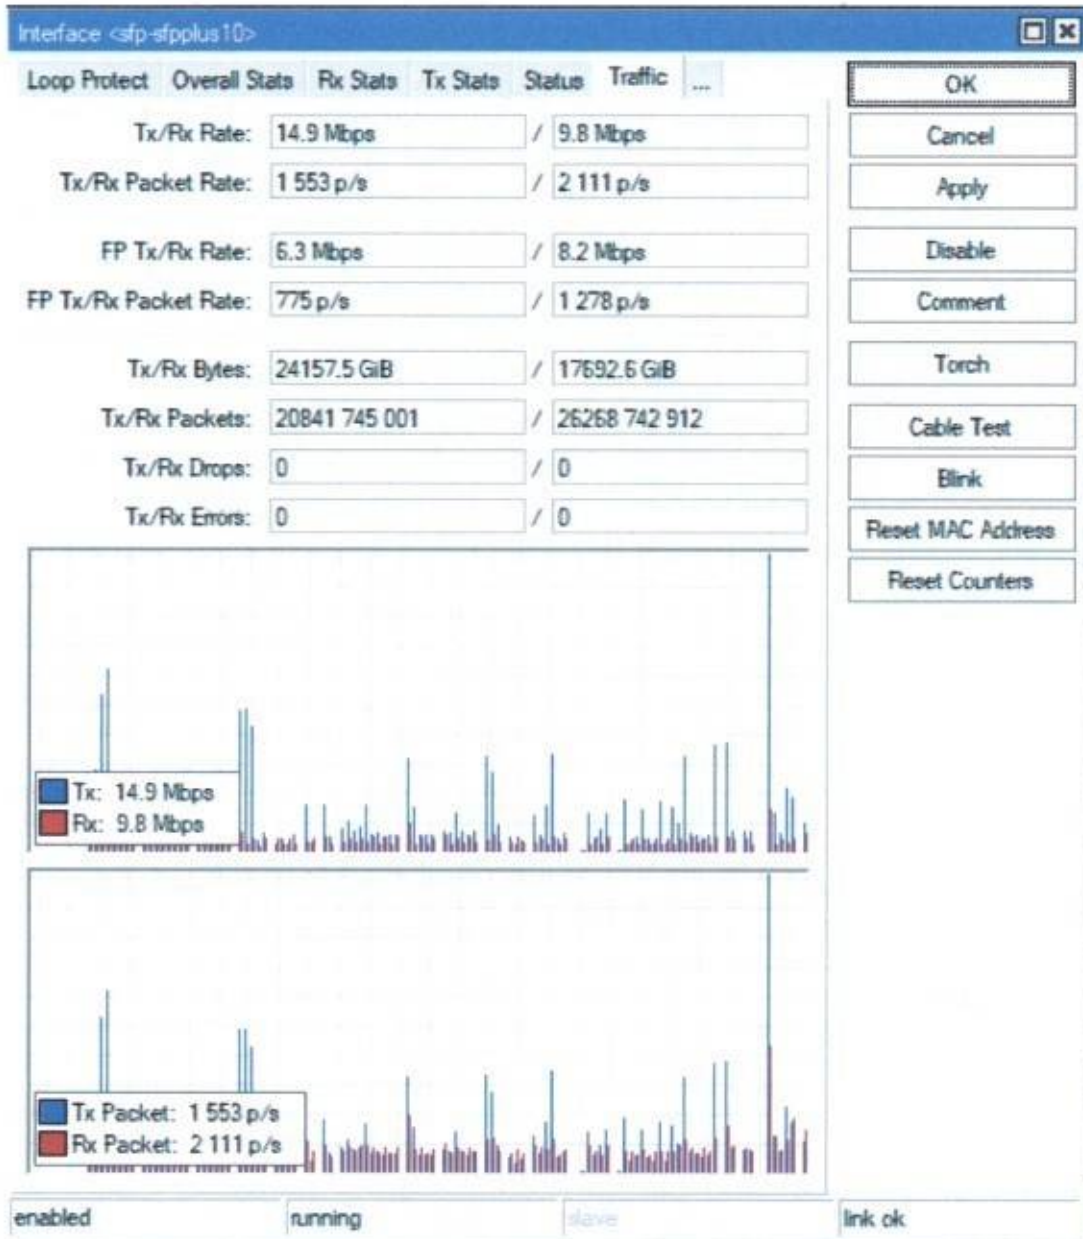 Interface <sfp-sfpplus10>
Loop Protect Overall Stats Rx Stats Tx Stats Status Traffic ...
Tx/Rx Rate: 14.9 Mbps / 9.8 Mbps
Tx/Rx Packet Rate: 1 553 p/s / 2 111 p/s
FP Tx/Rx Rate: 6.3 Mbps / 8.2 Mbps
FP Tx/Rx Packet Rate: 775 p/s / 1 278 p/s
Tx/Rx Bytes: 24157.5 GiB / 17692.6 GiB
Tx/Rx Packets: 20841 745 001 / 26268 742 912
Tx/Rx Drops: 0 / 0
Tx/Rx Errors: 0 / 0
OK
Cancel
Apply
Disable
Comment
Torch
Cable Test
Blink
Reset MAC Address
Reset Counters
Tx: 14.9 Mbps
Rx: 9.8 Mbps
Tx Packet: 1 553 p/s
Rx Packet: 2 111 p/s
enabled running slave link ok